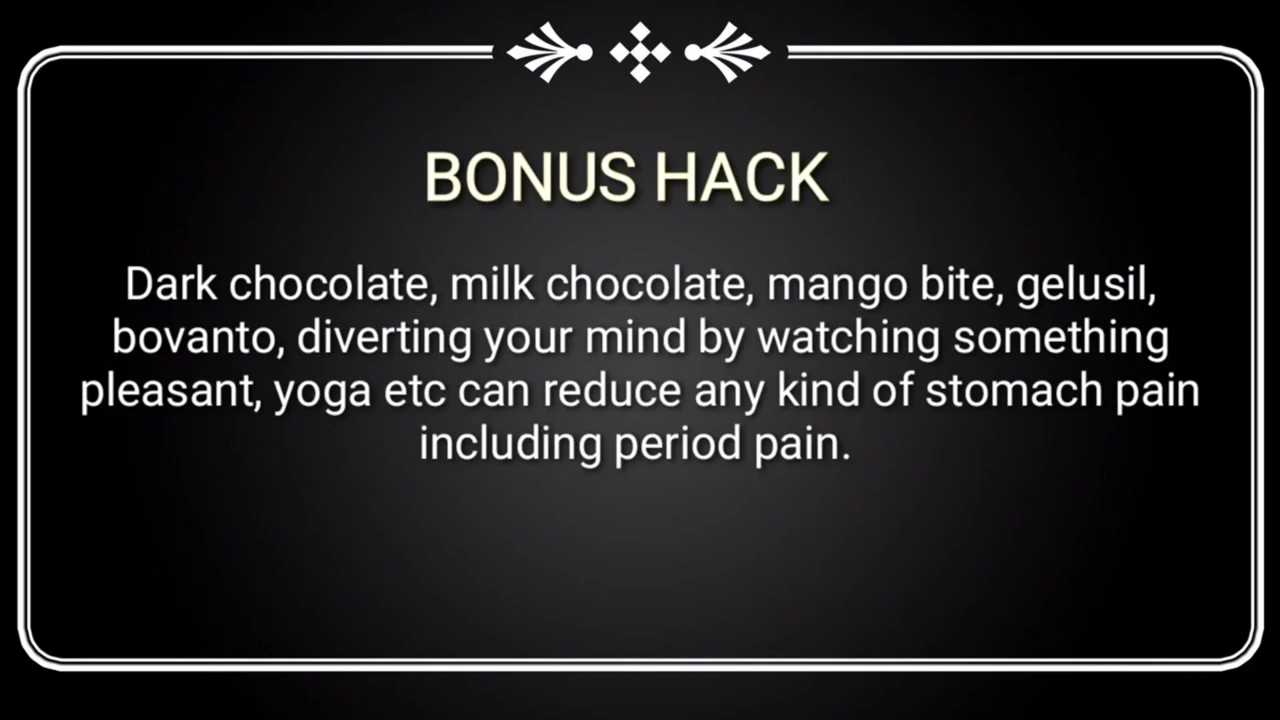 BONUS HACK
Dark chocolate, milk chocolate, mango bite, gelusil,
bovanto, diverting your mind by watching something
pleasant, yoga etc can reduce any kind of stomach pain
including period pain.